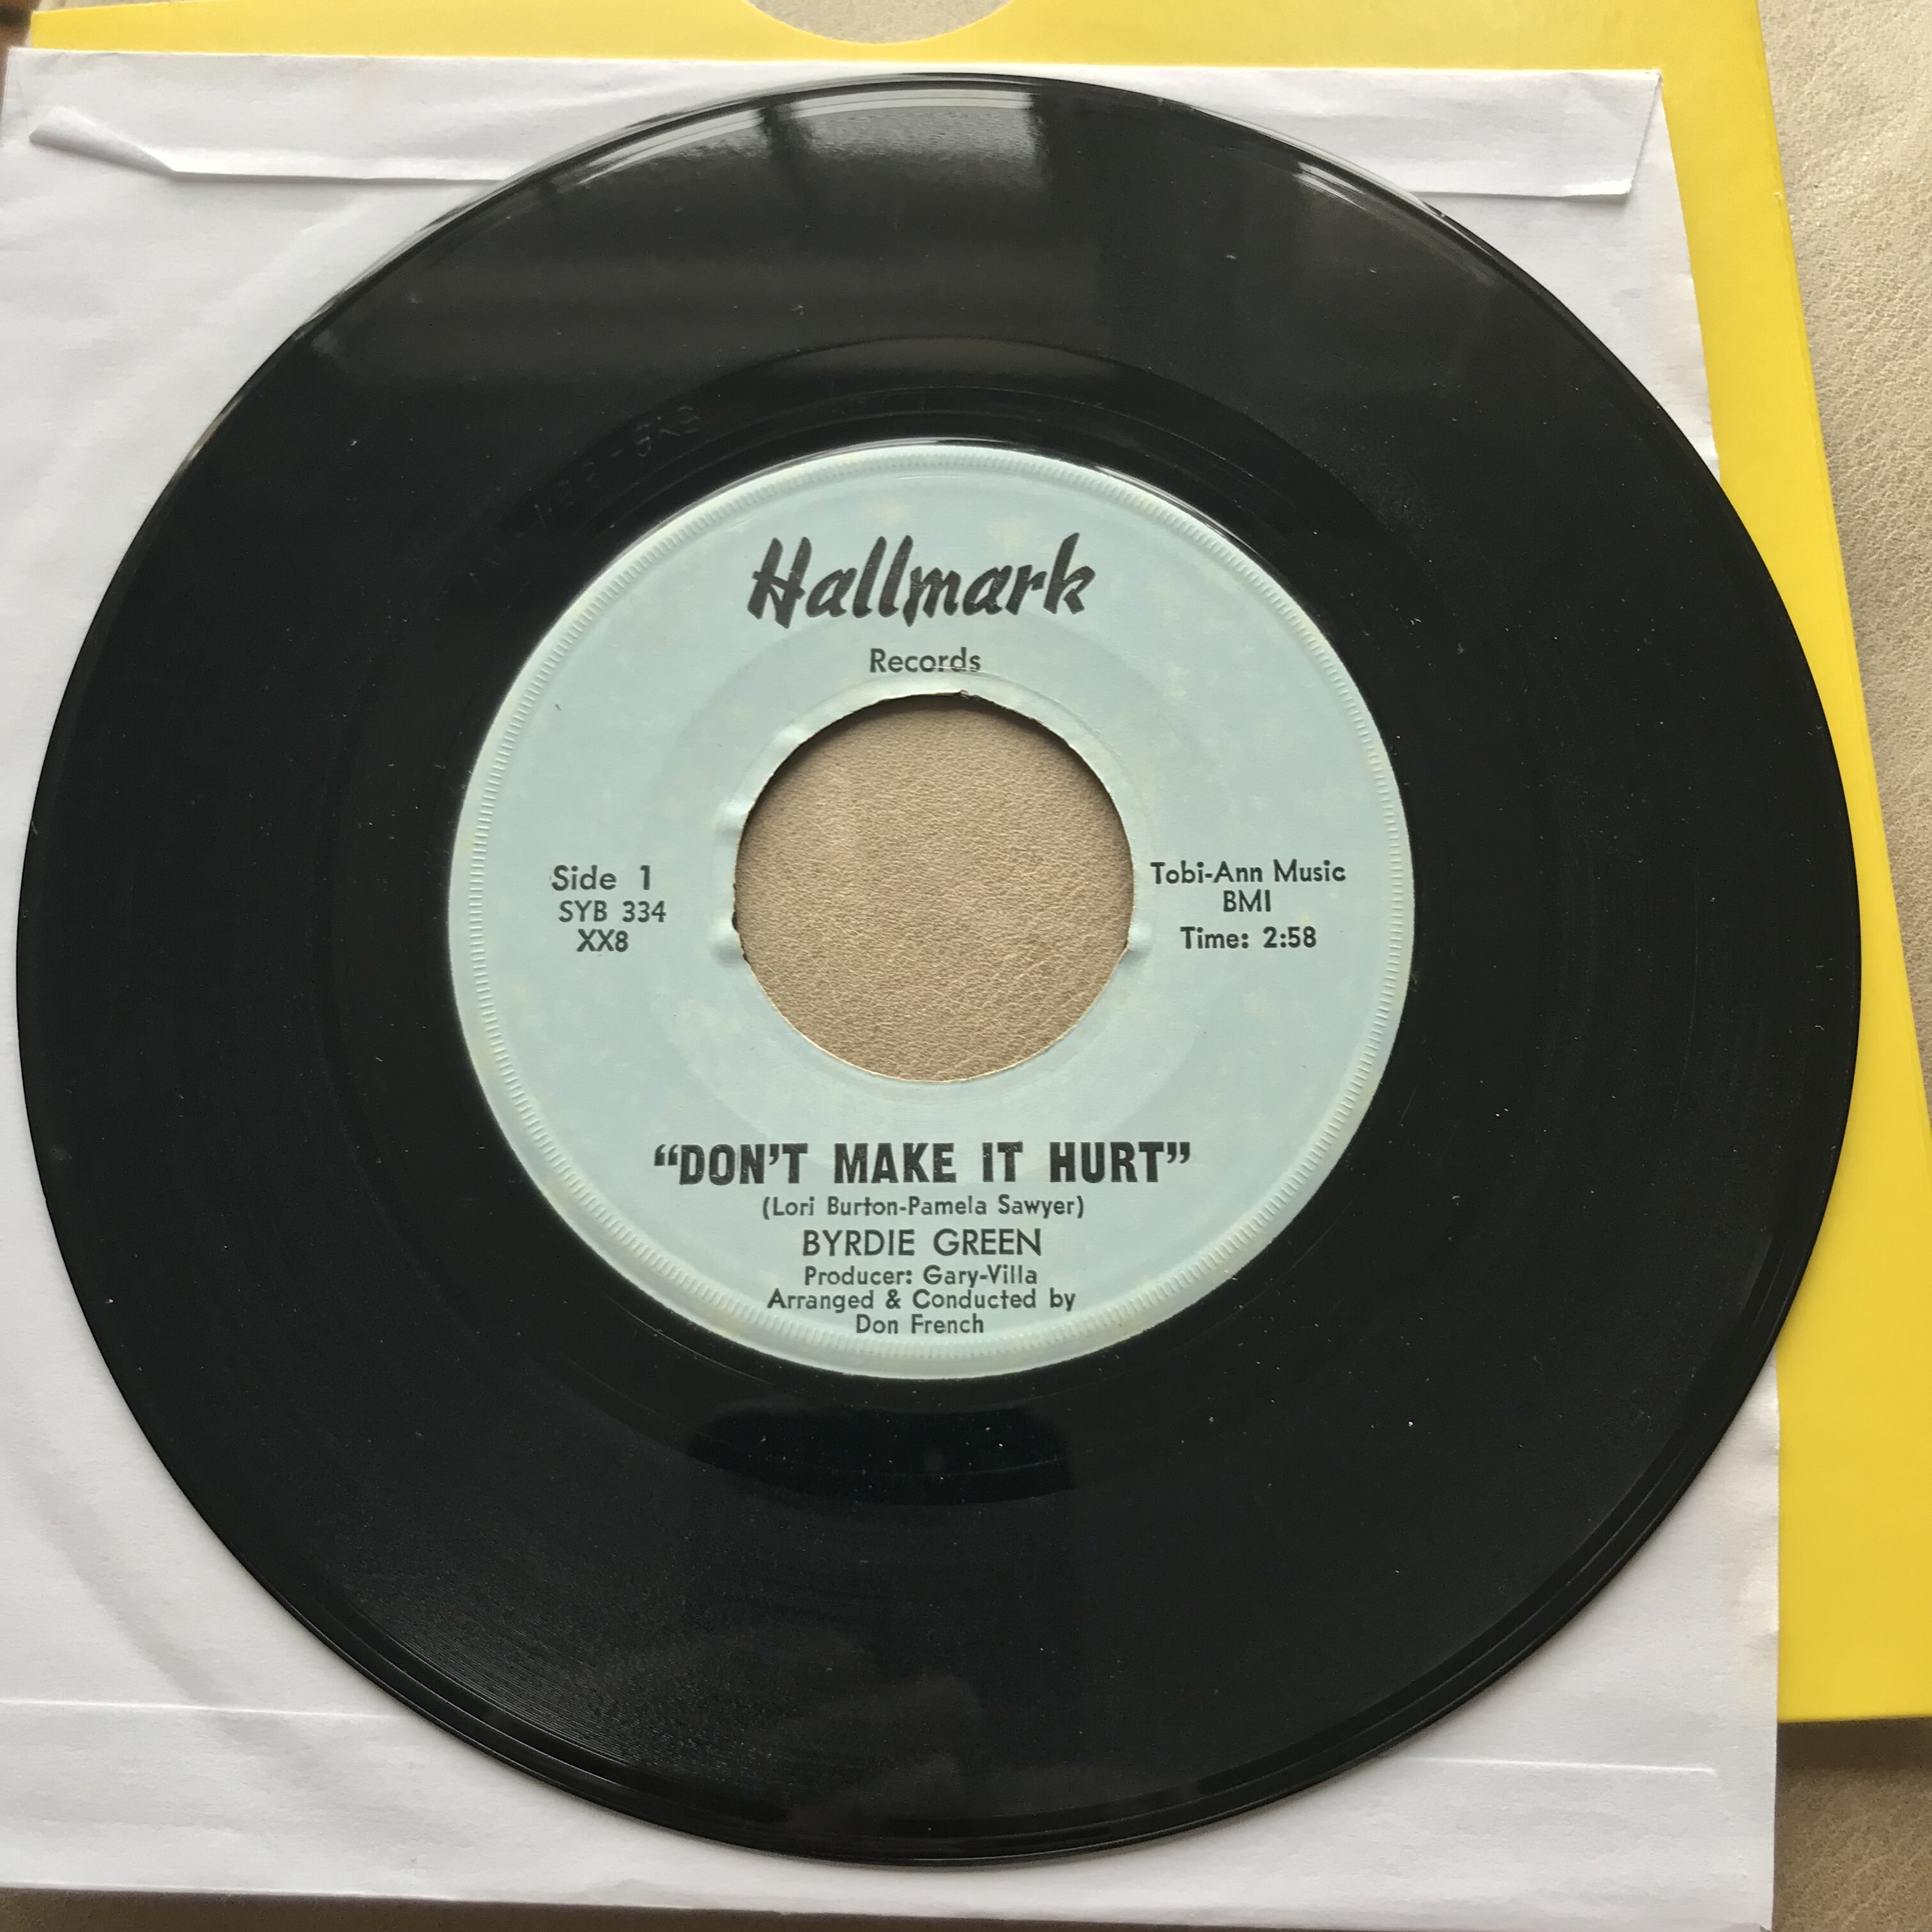 Hallmark
Records
Side 1
SYB 334
XX8
Tobi-Ann Music
BMI
Time: 2:58
“DON'T MAKE IT HURT”
(Lori Burton-Pamela Sawyer)
BYRDIE GREEN
Producer: Gary-Villa
Arranged & Conducted by
Don French